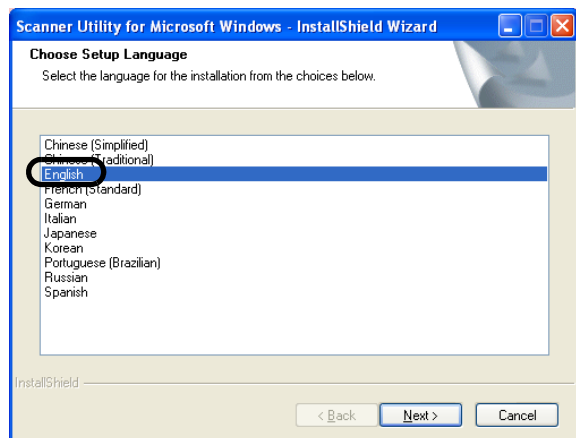 Scanner Utility for Microsoft Windows - InstallShield Wizard
Choose Setup Language
Select the language for the installation from the choices below.
Chinese (Simplified)
Chinese (Traditional)
English
French (Standard)
German
Italian
Japanese
Korean
Portuguese (Brazilian)
Russian
Spanish
InstallShield
< Back
Next >
Cancel